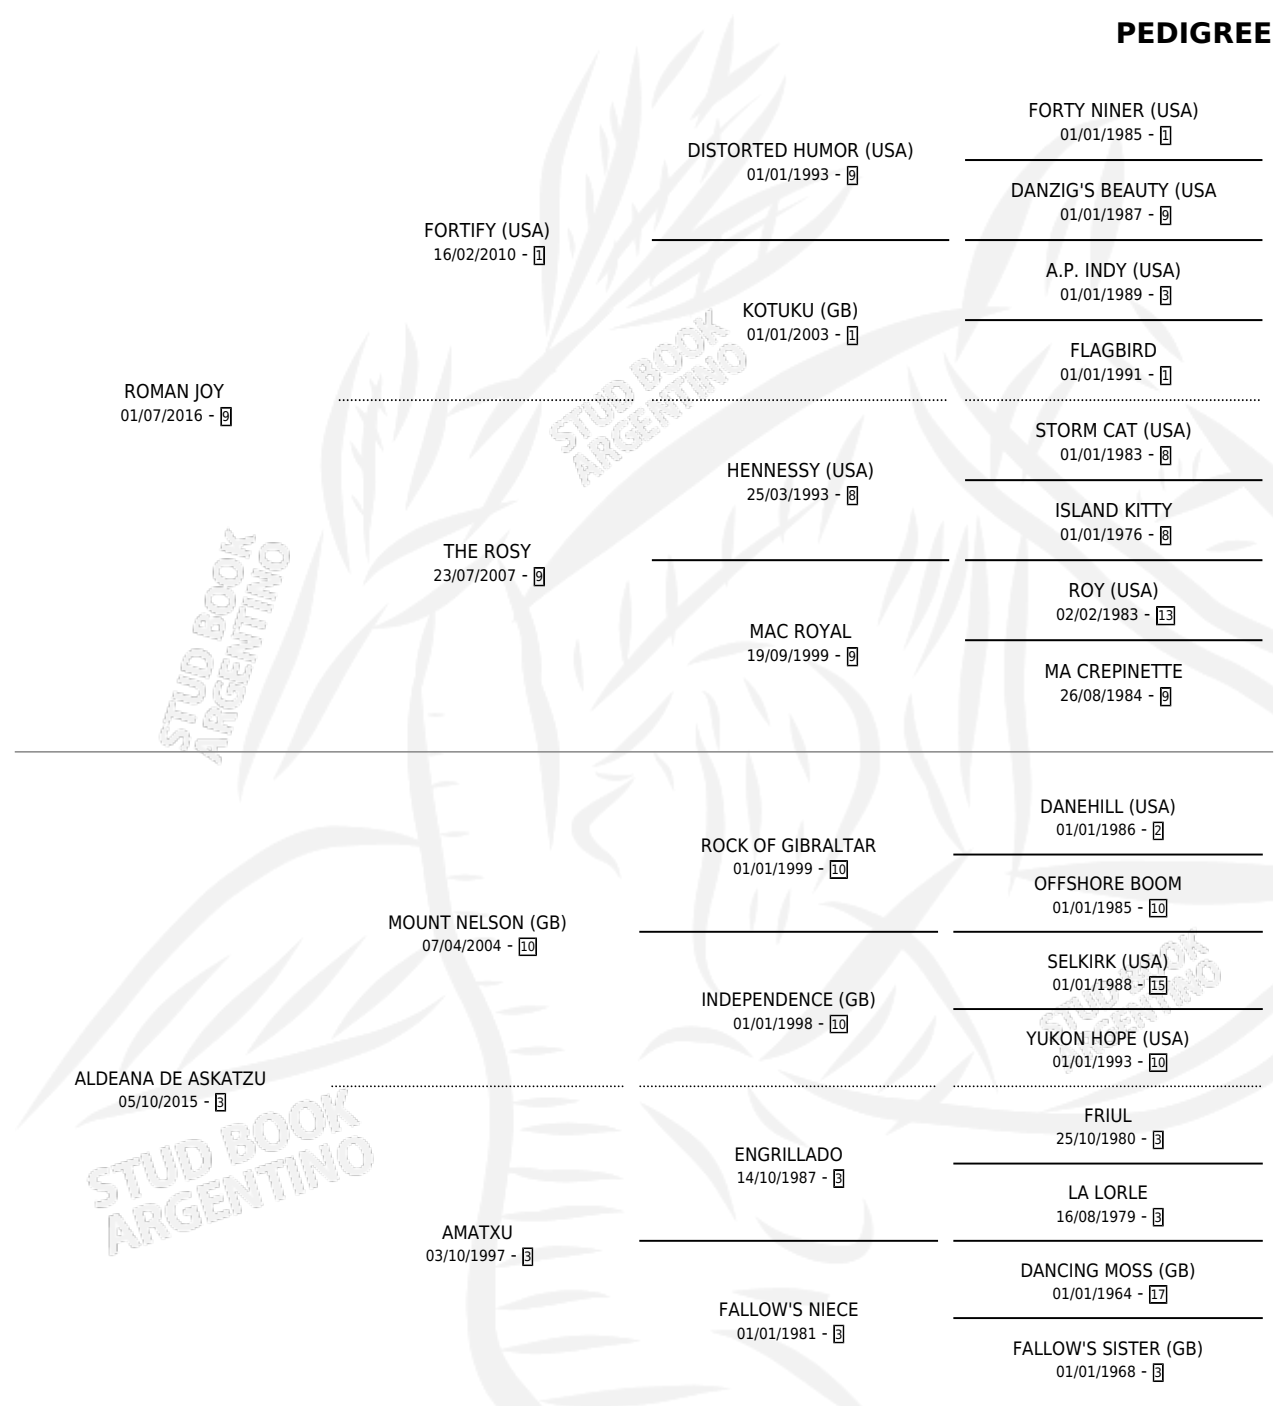 PEDIGREE
FORTY NINER (USA)
01/01/1985 - 1
DISTORTED HUMOR (USA)
01/01/1993 - 9
DANZIG'S BEAUTY (USA
01/01/1987 - 9
FORTIFY (USA)
16/02/2010 - 1
A.P. INDY (USA)
01/01/1989 - 3
KOTUKU (GB)
01/01/2003 - 1
FLAGBIRD
01/01/1991 - 1
ROMAN JOY
01/07/2016 - 9
STORM CAT (USA)
01/01/1983 - 8
HENNESSY (USA)
25/03/1993 - 8
ISLAND KITTY
01/01/1976 - 8
THE ROSY
23/07/2007 - 9
ROY (USA)
02/02/1983 - 13
MAC ROYAL
19/09/1999 - 9
MA CREPINETTE
26/08/1984 - 9
DANEHILL (USA)
01/01/1986 - 2
ROCK OF GIBRALTAR
01/01/1999 - 10
OFFSHORE BOOM
01/01/1985 - 10
MOUNT NELSON (GB)
07/04/2004 - 10
SELKIRK (USA)
01/01/1988 - 15
INDEPENDENCE (GB)
01/01/1998 - 10
YUKON HOPE (USA)
01/01/1993 - 10
ALDEANA DE ASKATZU
05/10/2015 - 3
FRIUL
25/10/1980 - 3
ENGRILLADO
14/10/1987 - 3
LA LORLE
16/08/1979 - 3
AMATXU
03/10/1997 - 3
DANCING MOSS (GB)
01/01/1964 - 17
FALLOW'S NIECE
01/01/1981 - 3
FALLOW'S SISTER (GB)
01/01/1968 - 3
STUD BOOK
ARGENTINO
STUD BOOK
ARGENTINO
STUD BOOK
ARGENTINO
STUD BOOK
ARGENTINO